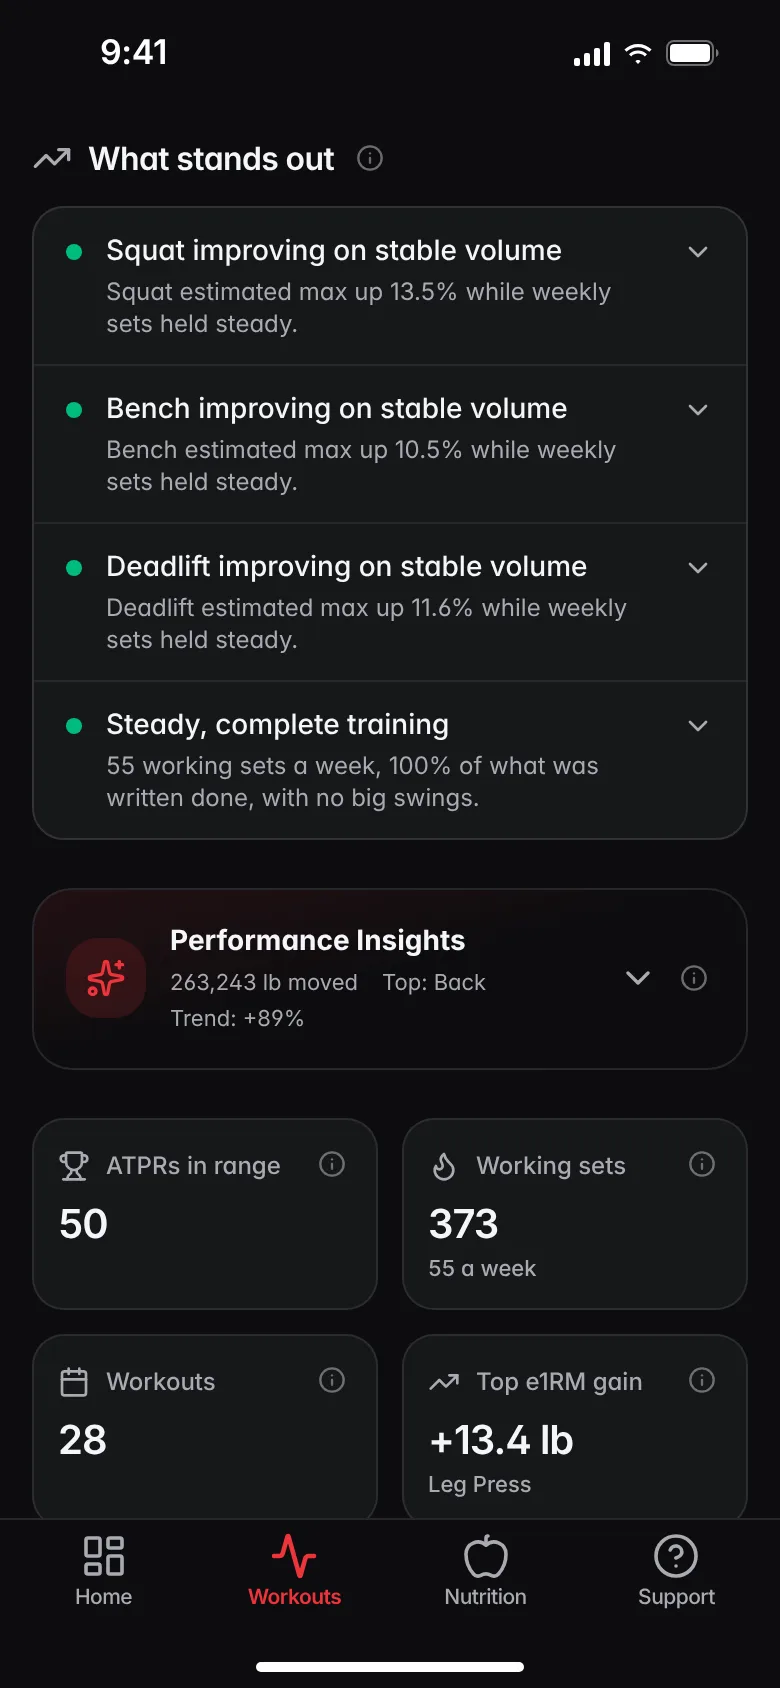 9:41
What stands out
Squat improving on stable volume
Squat estimated max up 13.5% while weekly
sets held steady.
Bench improving on stable volume
Bench estimated max up 10.5% while weekly
sets held steady.
Deadlift improving on stable volume
Deadlift estimated max up 11.6% while weekly
sets held steady.
Steady, complete training
55 working sets a week, 100% of what was
written done, with no big swings.
Performance Insights
263,243 lb moved Top: Back
Trend: +89%
ATPRs in range
50
Working sets
373
55 a week
Workouts
28
Top e1RM gain
+13.4 lb
Leg Press
Home Workouts Nutrition Support